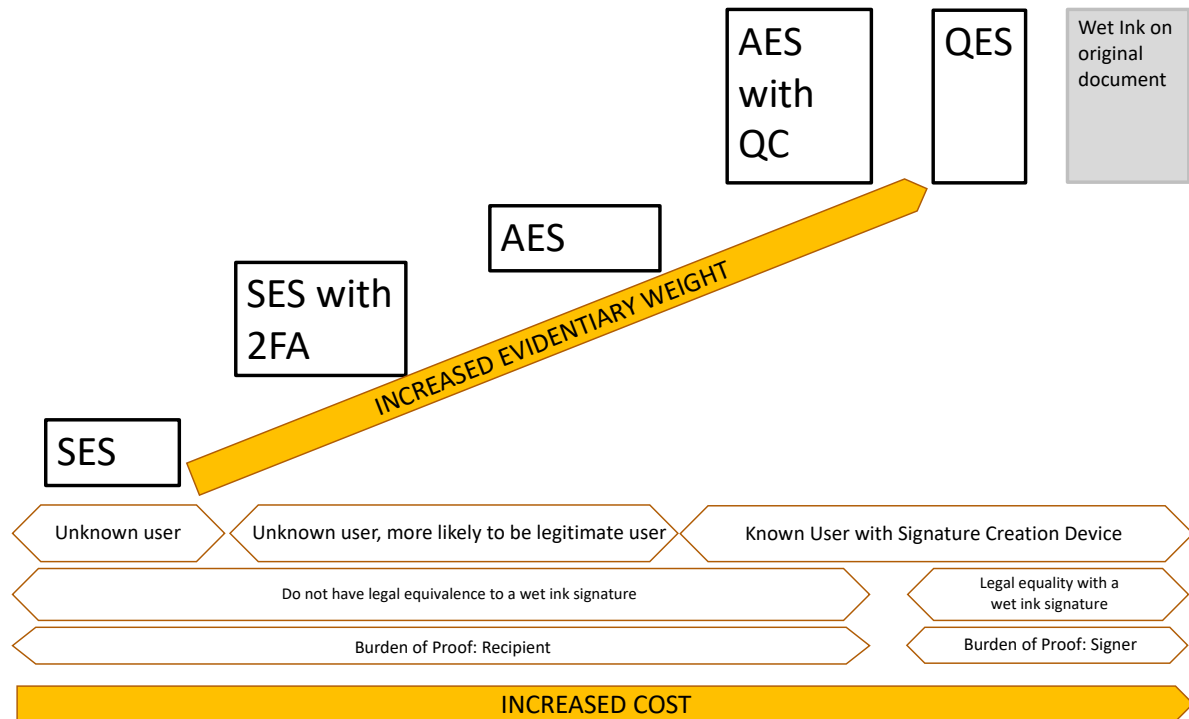 AES
with
QC
QES
Wet Ink on
original
document
AES
SES with
2FA
SES
INCREASED EVIDENTIARY WEIGHT
Unknown user
Unknown user, more likely to be legitimate user
Known User with Signature Creation Device
Do not have legal equivalence to a wet ink signature
Legal equality with a
wet ink signature
Burden of Proof: Recipient
Burden of Proof: Signer
INCREASED COST